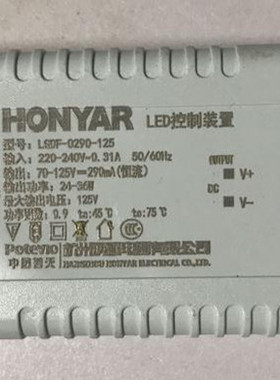 HONYAR LED控制装置
型号: LSDF-0290-125
输入: 220-240V~0.31A 50/60Hz
输出: 70-125V⎓290mA(恒流)
输出功率: 24-36W
最大输出电压: 125V
功率因数: 0.9 ta:45℃ tc:75℃
OUTPUT
DC
V+
V-
Potevio
中国普天
HANGZHOU HONYAR ELECTRICAL CO.,LTD.